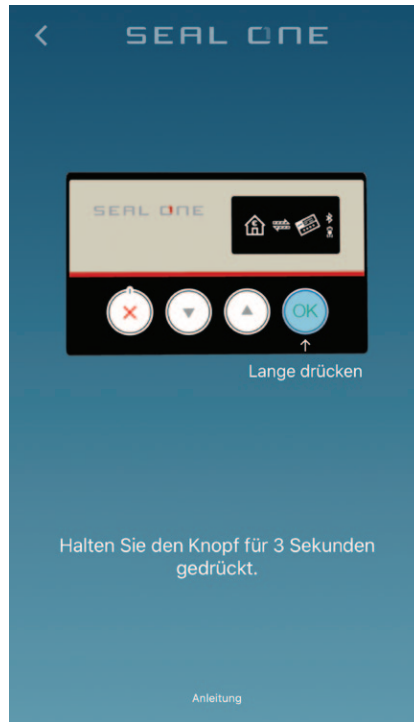 SEAL ONE
SEAL ONE
OK
Lange drücken
Halten Sie den Knopf für 3 Sekunden
gedrückt.
Anleitung